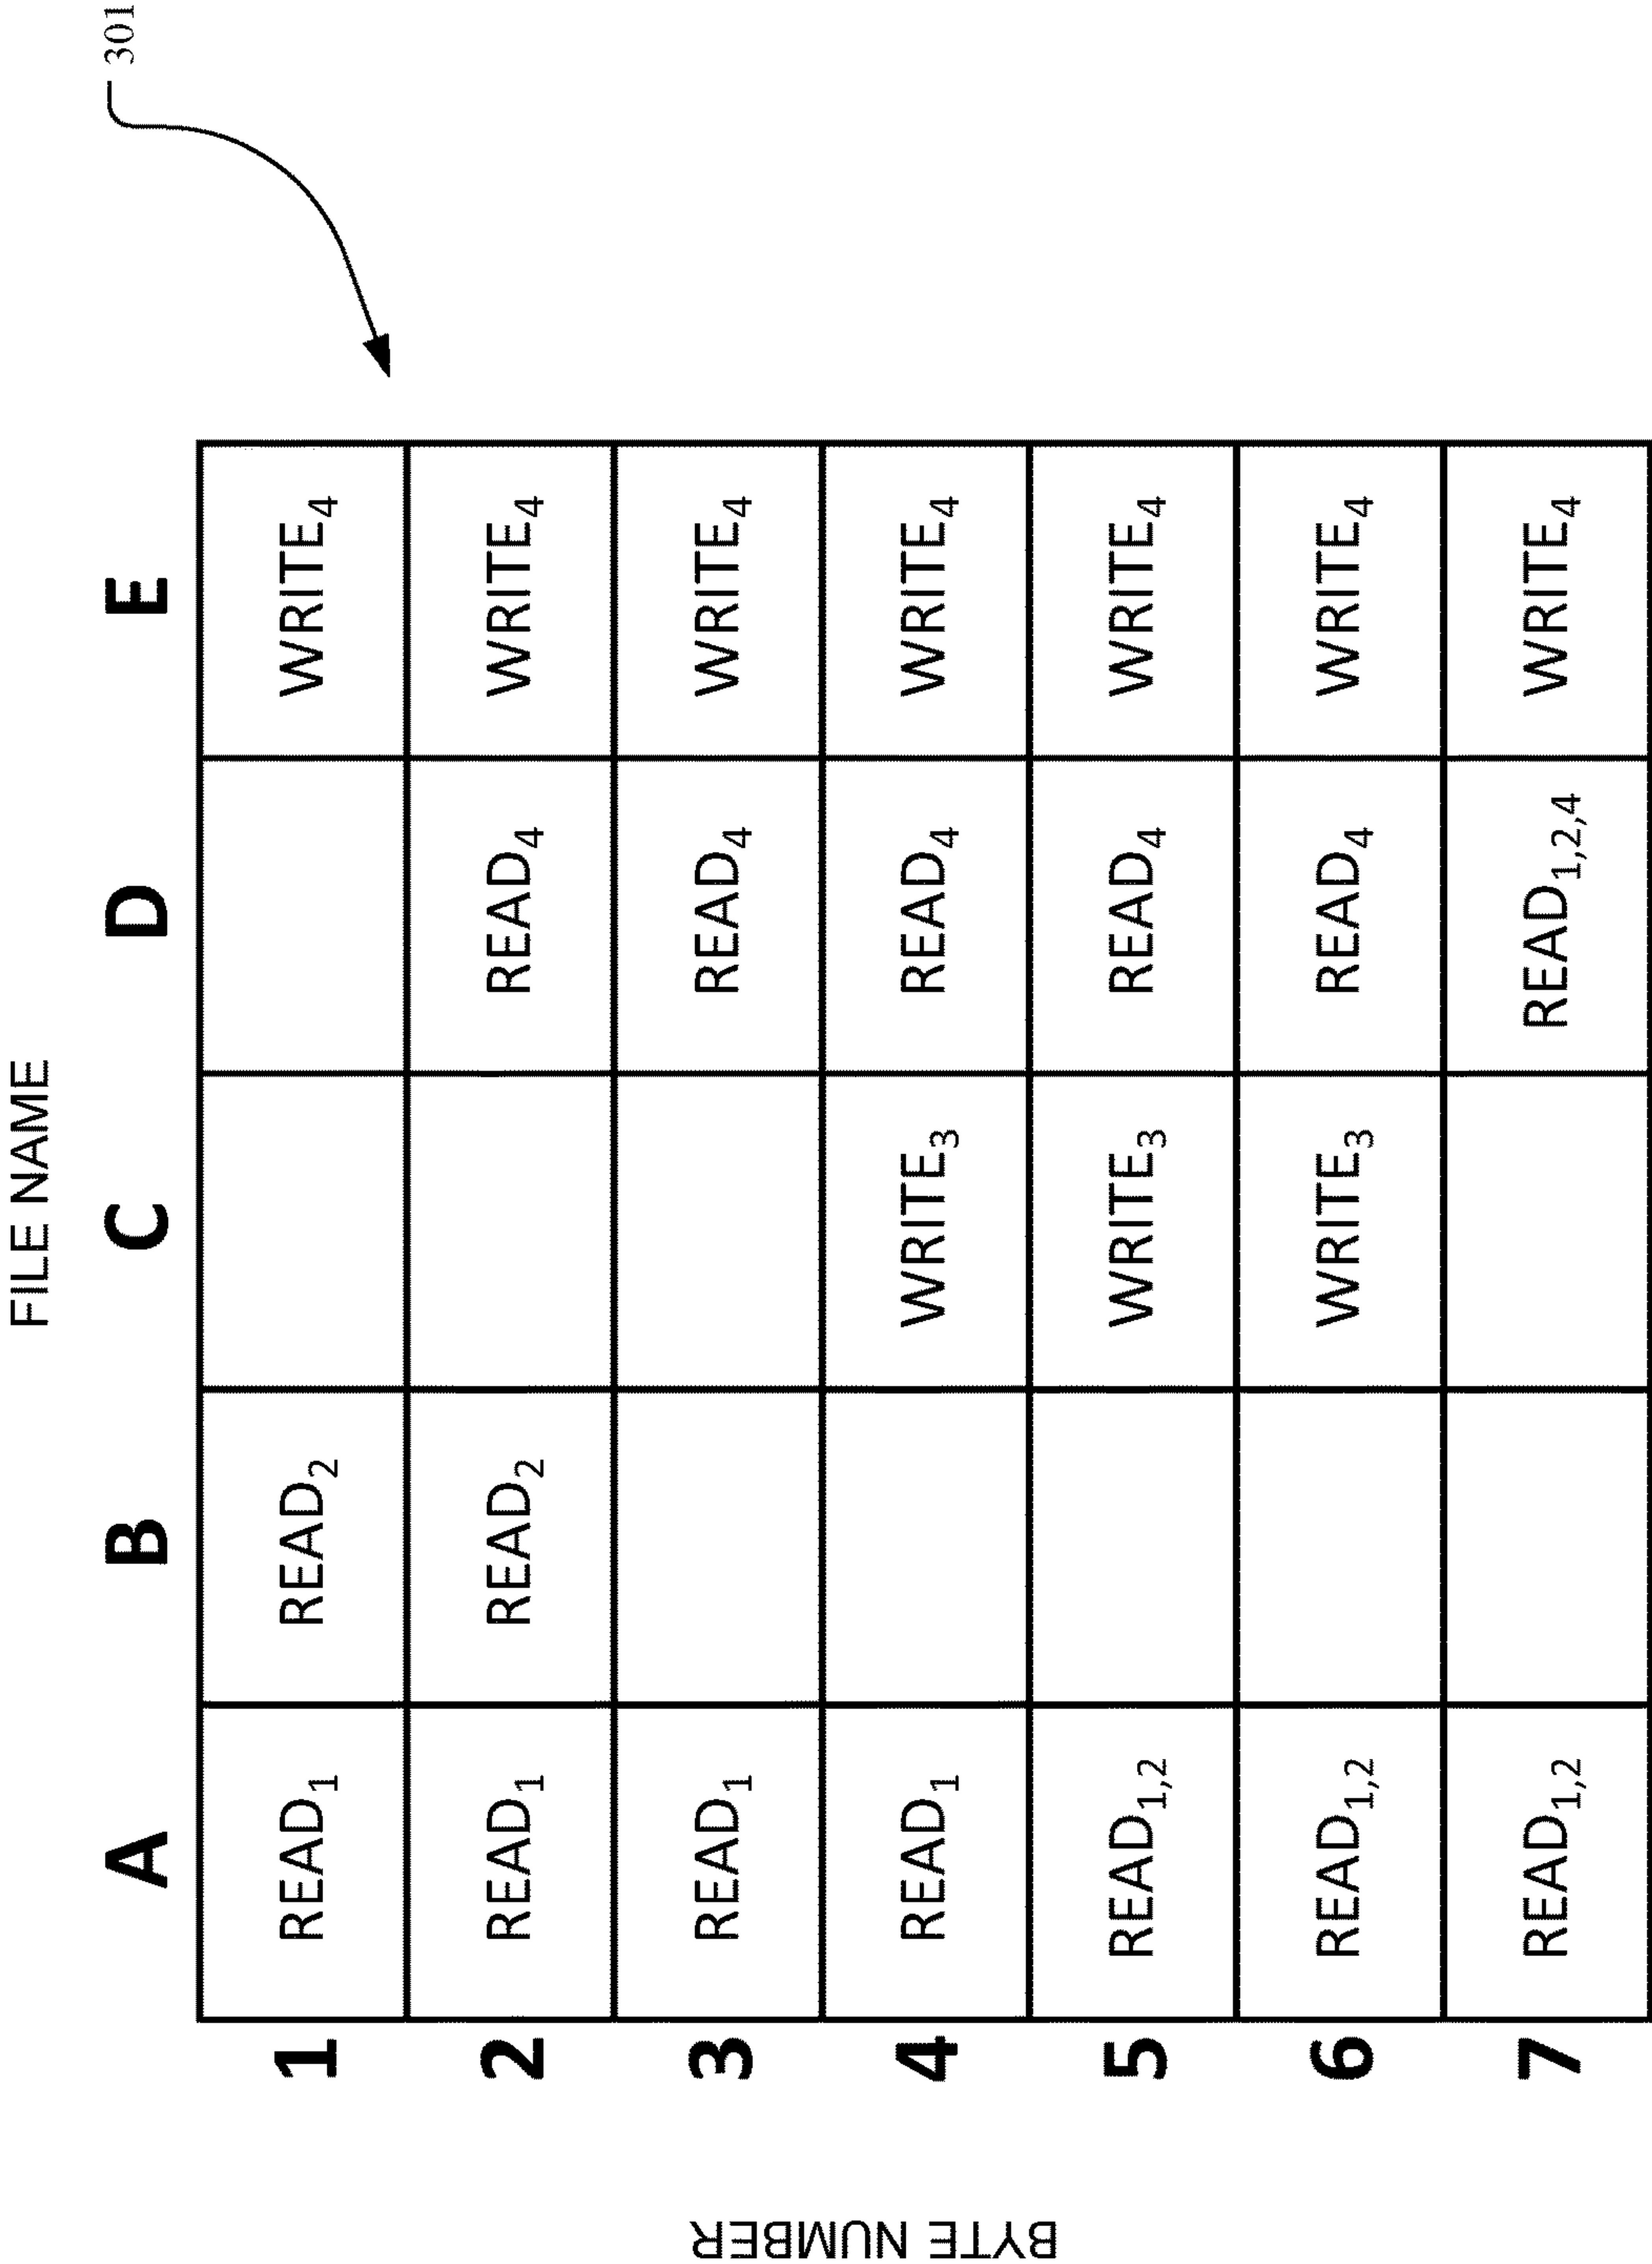 FILE NAME
A B C D E
1 READ1 READ2 WRITE4
2 READ1 READ2 READ4 WRITE4
3 READ1 READ4 WRITE4
4 READ1 WRITE3 READ4 WRITE4
5 READ1,2 WRITE3 READ4 WRITE4
6 READ1,2 WRITE3 READ4 WRITE4
7 READ1,2 READ1,2,4 WRITE4
BYTE NUMBER
301